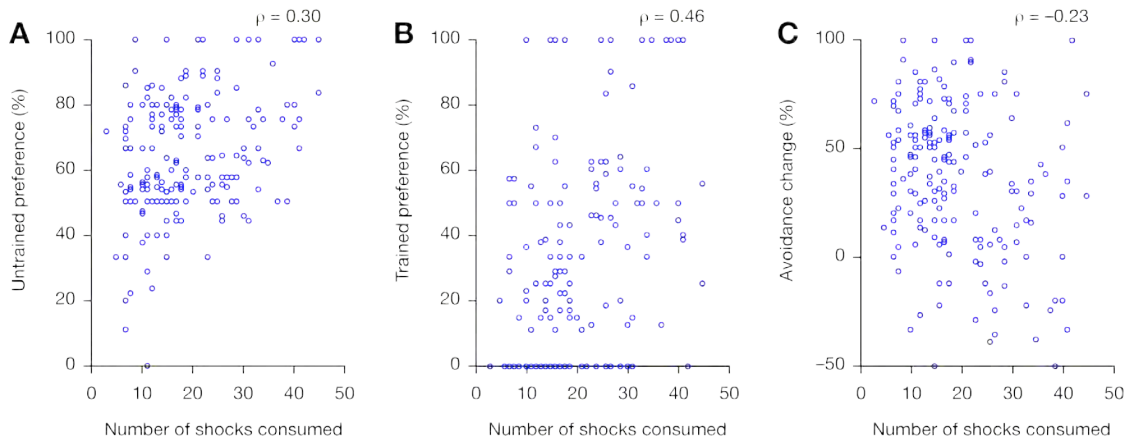 A
ρ = 0.30
Untrained preference (%)
100
80
60
40
20
0
0 10 20 30 40 50
Number of shocks consumed
B
ρ = 0.46
Trained preference (%)
100
80
60
40
20
0
0 10 20 30 40 50
Number of shocks consumed
C
ρ = −0.23
Avoidance change (%)
100
50
0
−50
0 10 20 30 40 50
Number of shocks consumed